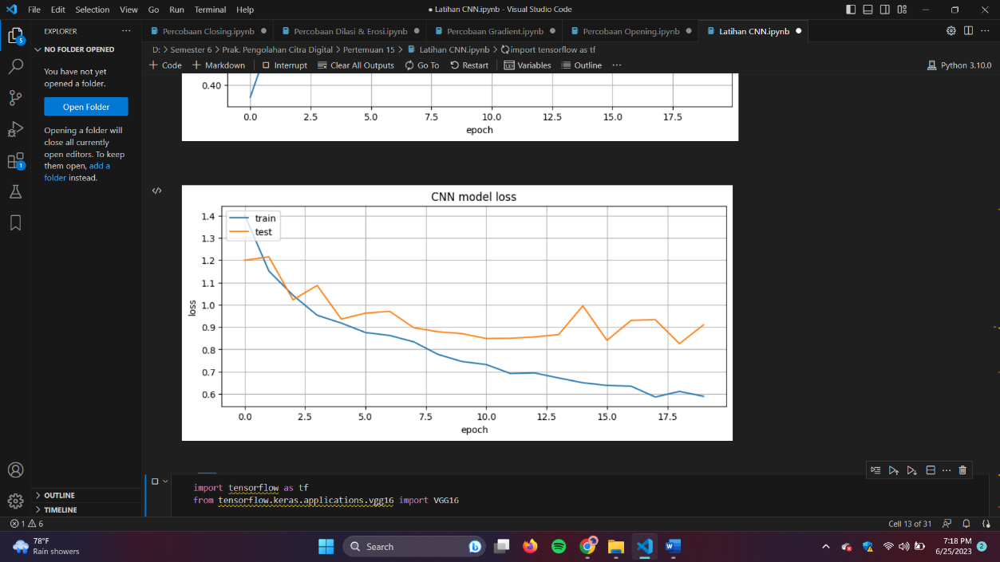 File Edit Selection View Go Run Terminal Help
● Latihan CNN.ipynb - Visual Studio Code
EXPLORER ···
Percobaan Closing.ipynb ● Percobaan Dilasi & Erosi.ipynb ● Percobaan Gradient.ipynb ● Percobaan Opening.ipynb ● Latihan CNN.ipynb ●
D: > Semester 6 > Prak. Pengolahan Citra Digital > Pertemuan 15 > Latihan CNN.ipynb > import tensorflow as tf
+ Code + Markdown Interrupt Clear All Outputs Go To Restart Variables Outline ··· Python 3.10.0
5
1
NO FOLDER OPENED
You have not yet
opened a folder.
Open Folder
Opening a folder will
close all currently
open editors. To keep
them open, add a
folder instead.
OUTLINE
TIMELINE
0.40
0.0 2.5 5.0 7.5 10.0 12.5 15.0 17.5
epoch
CNN model loss
train
test
1.4
1.3
1.2
1.1
1.0
0.9
0.8
0.7
0.6
loss
0.0 2.5 5.0 7.5 10.0 12.5 15.0 17.5
epoch
import tensorflow as tf
from tensorflow.keras.applications.vgg16 import VGG16
1 6
Cell 13 of 31
78°F
Rain showers
Search
7:18 PM
6/25/2023
2